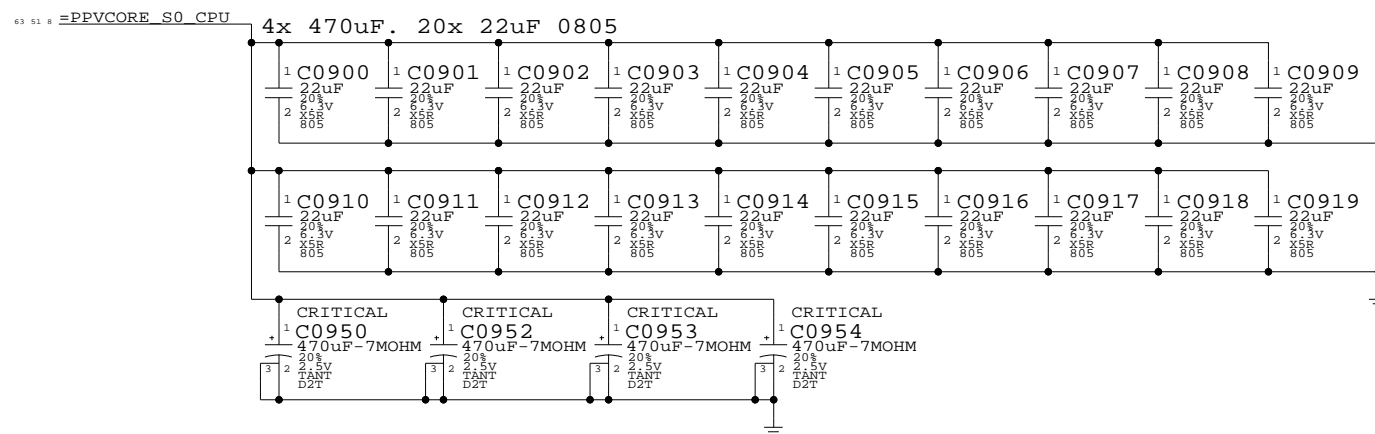 63 51 8 =PPVCORE_S0_CPU
4x 470uF. 20x 22uF 0805
1 C0900 1 C0901 1 C0902 1 C0903 1 C0904 1 C0905 1 C0906 1 C0907 1 C0908 1 C0909
22uF 22uF 22uF 22uF 22uF 22uF 22uF 22uF 22uF 22uF
20% 20% 20% 20% 20% 20% 20% 20% 20% 20%
2 6.3V 2 6.3V 2 6.3V 2 6.3V 2 6.3V 2 6.3V 2 6.3V 2 6.3V 2 6.3V 2 6.3V
X5R X5R X5R X5R X5R X5R X5R X5R X5R X5R
805 805 805 805 805 805 805 805 805 805
1 C0910 1 C0911 1 C0912 1 C0913 1 C0914 1 C0915 1 C0916 1 C0917 1 C0918 1 C0919
22uF 22uF 22uF 22uF 22uF 22uF 22uF 22uF 22uF 22uF
20% 20% 20% 20% 20% 20% 20% 20% 20% 20%
2 6.3V 2 6.3V 2 6.3V 2 6.3V 2 6.3V 2 6.3V 2 6.3V 2 6.3V 2 6.3V 2 6.3V
X5R X5R X5R X5R X5R X5R X5R X5R X5R X5R
805 805 805 805 805 805 805 805 805 805
CRITICAL CRITICAL CRITICAL CRITICAL
+ 1 C0950 + 1 C0952 + 1 C0953 + 1 C0954
470uF-7MOHM 470uF-7MOHM 470uF-7MOHM 470uF-7MOHM
20% 20% 20% 20%
3 2 2.5V 3 2 2.5V 3 2 2.5V 3 2 2.5V
TANT TANT TANT TANT
D2T D2T D2T D2T